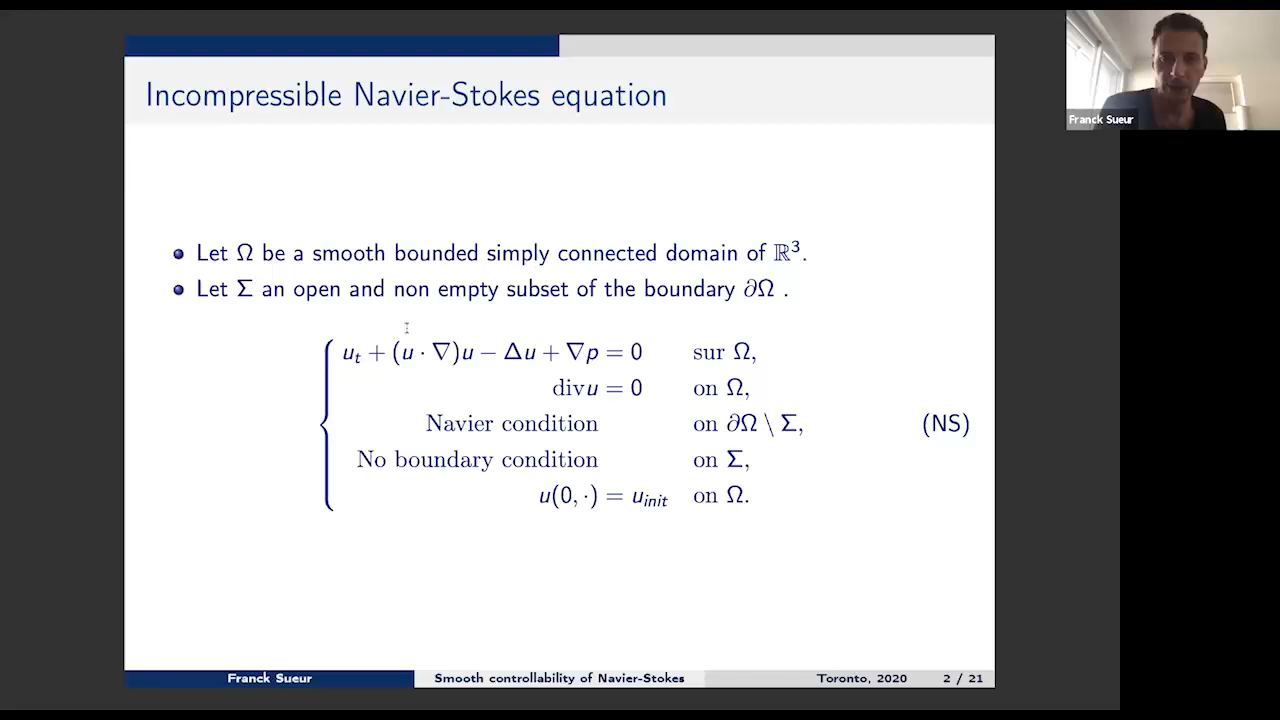 Incompressible Navier-Stokes equation
Franck Sueur
Let Ω be a smooth bounded simply connected domain of ℝ³.
Let Σ an open and non empty subset of the boundary ∂Ω .
u_t + (u · ∇)u − Δu + ∇p = 0 sur Ω,
divu = 0 on Ω,
Navier condition on ∂Ω \ Σ, (NS)
No boundary condition on Σ,
u(0, ·) = u_init on Ω.
Franck Sueur Smooth controllability of Navier-Stokes Toronto, 2020 2 / 21